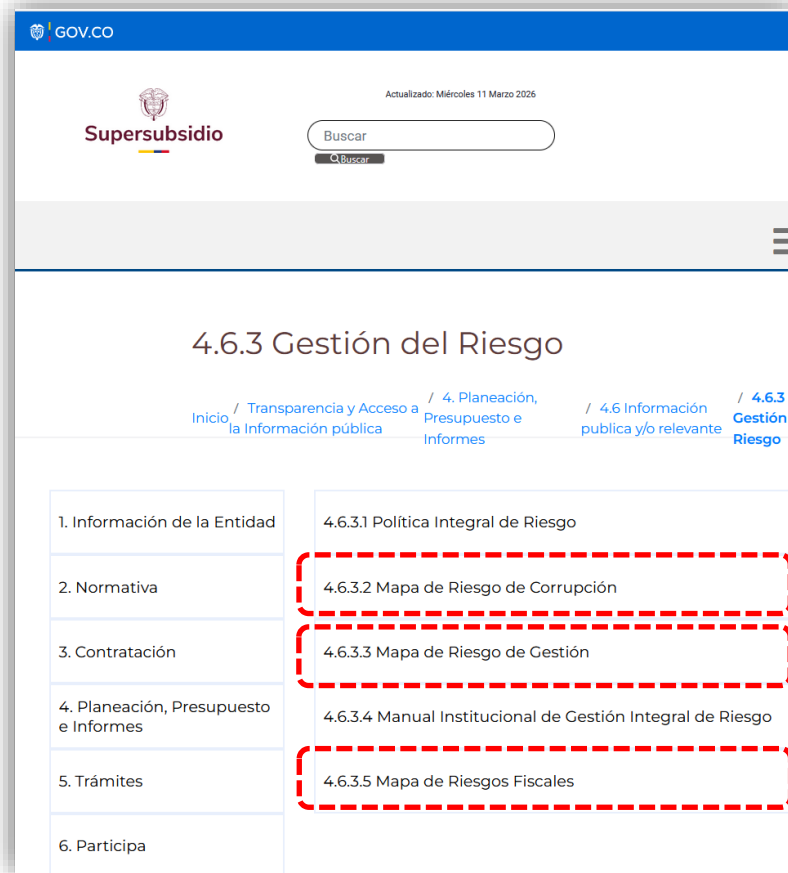 GOV.CO
Actualizado: Miércoles 11 Marzo 2026
Supersubsidio
Buscar
Buscar
4.6.3 Gestión del Riesgo
Inicio / Transparencia y Acceso a la Información pública / 4. Planeación, Presupuesto e Informes / 4.6 Información publica y/o relevante / 4.6.3 Gestión Riesgo
1. Información de la Entidad
2. Normativa
3. Contratación
4. Planeación, Presupuesto
e Informes
5. Trámites
6. Participa
4.6.3.1 Política Integral de Riesgo
4.6.3.2 Mapa de Riesgo de Corrupción
4.6.3.3 Mapa de Riesgo de Gestión
4.6.3.4 Manual Institucional de Gestión Integral de Riesgo
4.6.3.5 Mapa de Riesgos Fiscales